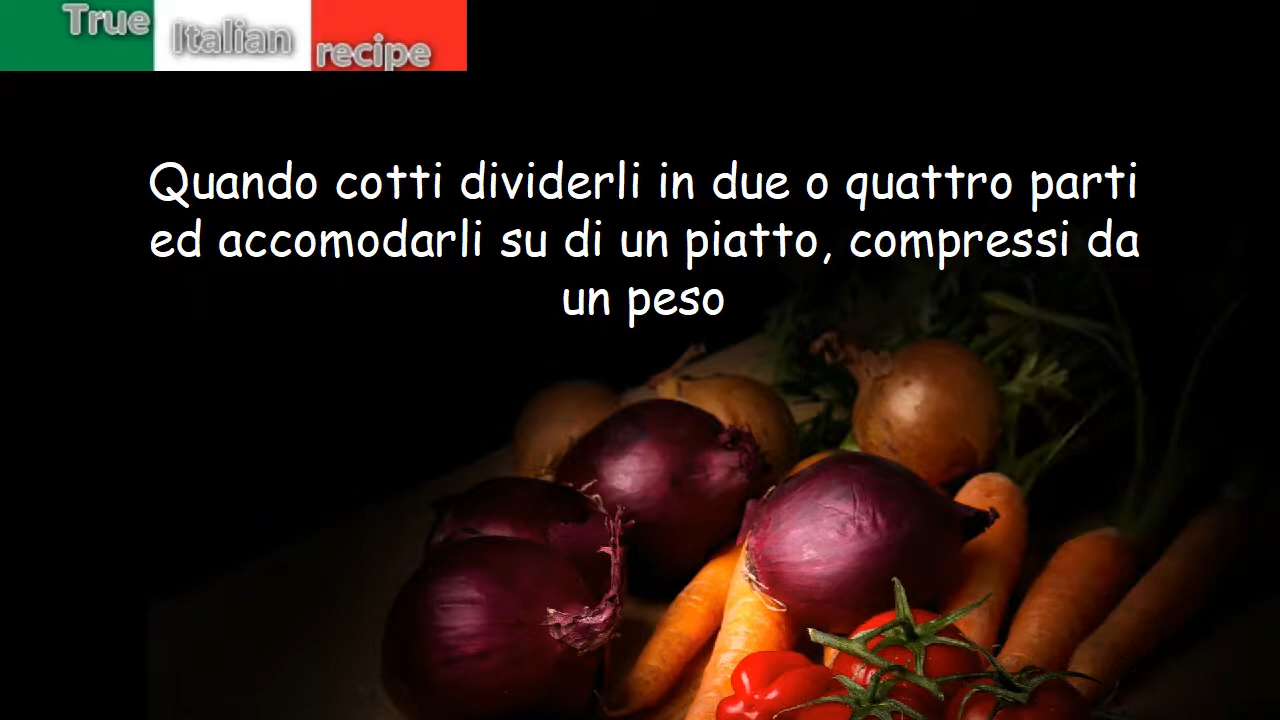 True Italian recipe
Quando cotti dividerli in due o quattro parti
ed accomodarli su di un piatto, compressi da
un peso